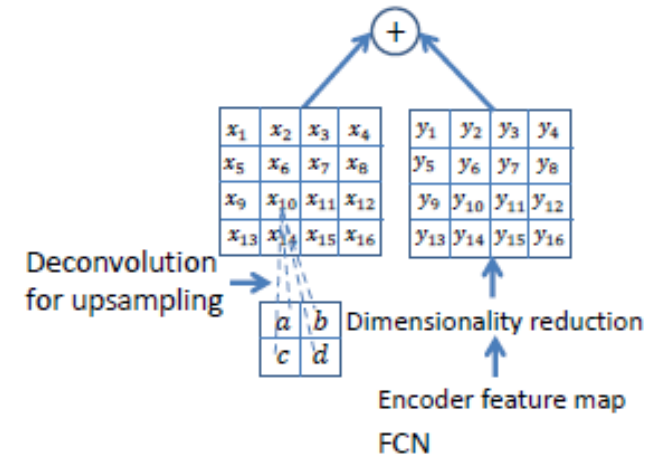 +
x₁ x₂ x₃ x₄
x₅ x₆ x₇ x₈
x₉ x₁₀ x₁₁ x₁₂
x₁₃ x₁₄ x₁₅ x₁₆
y₁ y₂ y₃ y₄
y₅ y₆ y₇ y₈
y₉ y₁₀ y₁₁ y₁₂
y₁₃ y₁₄ y₁₅ y₁₆
Deconvolution
for upsampling
a b
c d
Dimensionality reduction
Encoder feature map
FCN